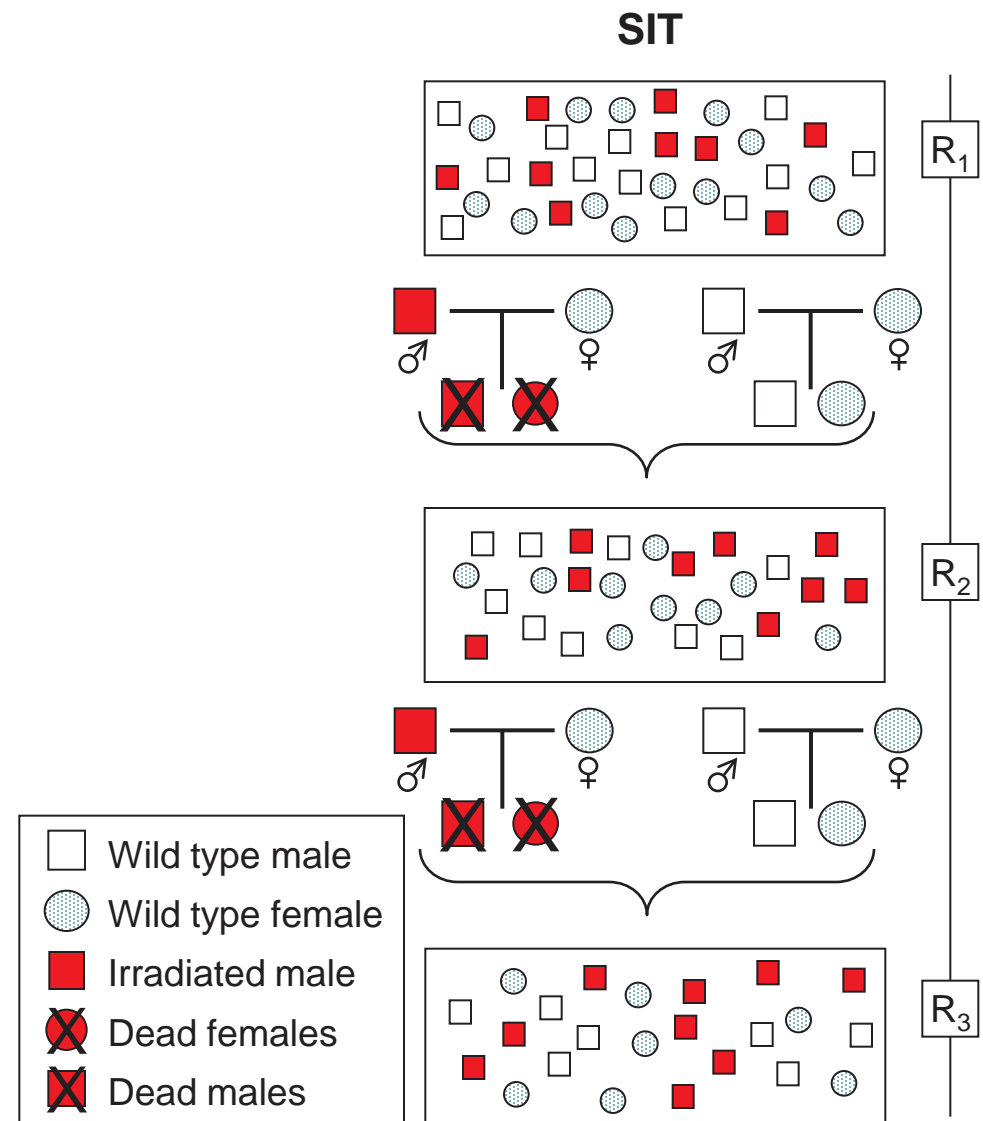 SIT
R₁
♂ ♀ ♂ ♀
R₂
♂ ♀ ♂ ♀
Wild type male
Wild type female
Irradiated male
Dead females
Dead males
R₃